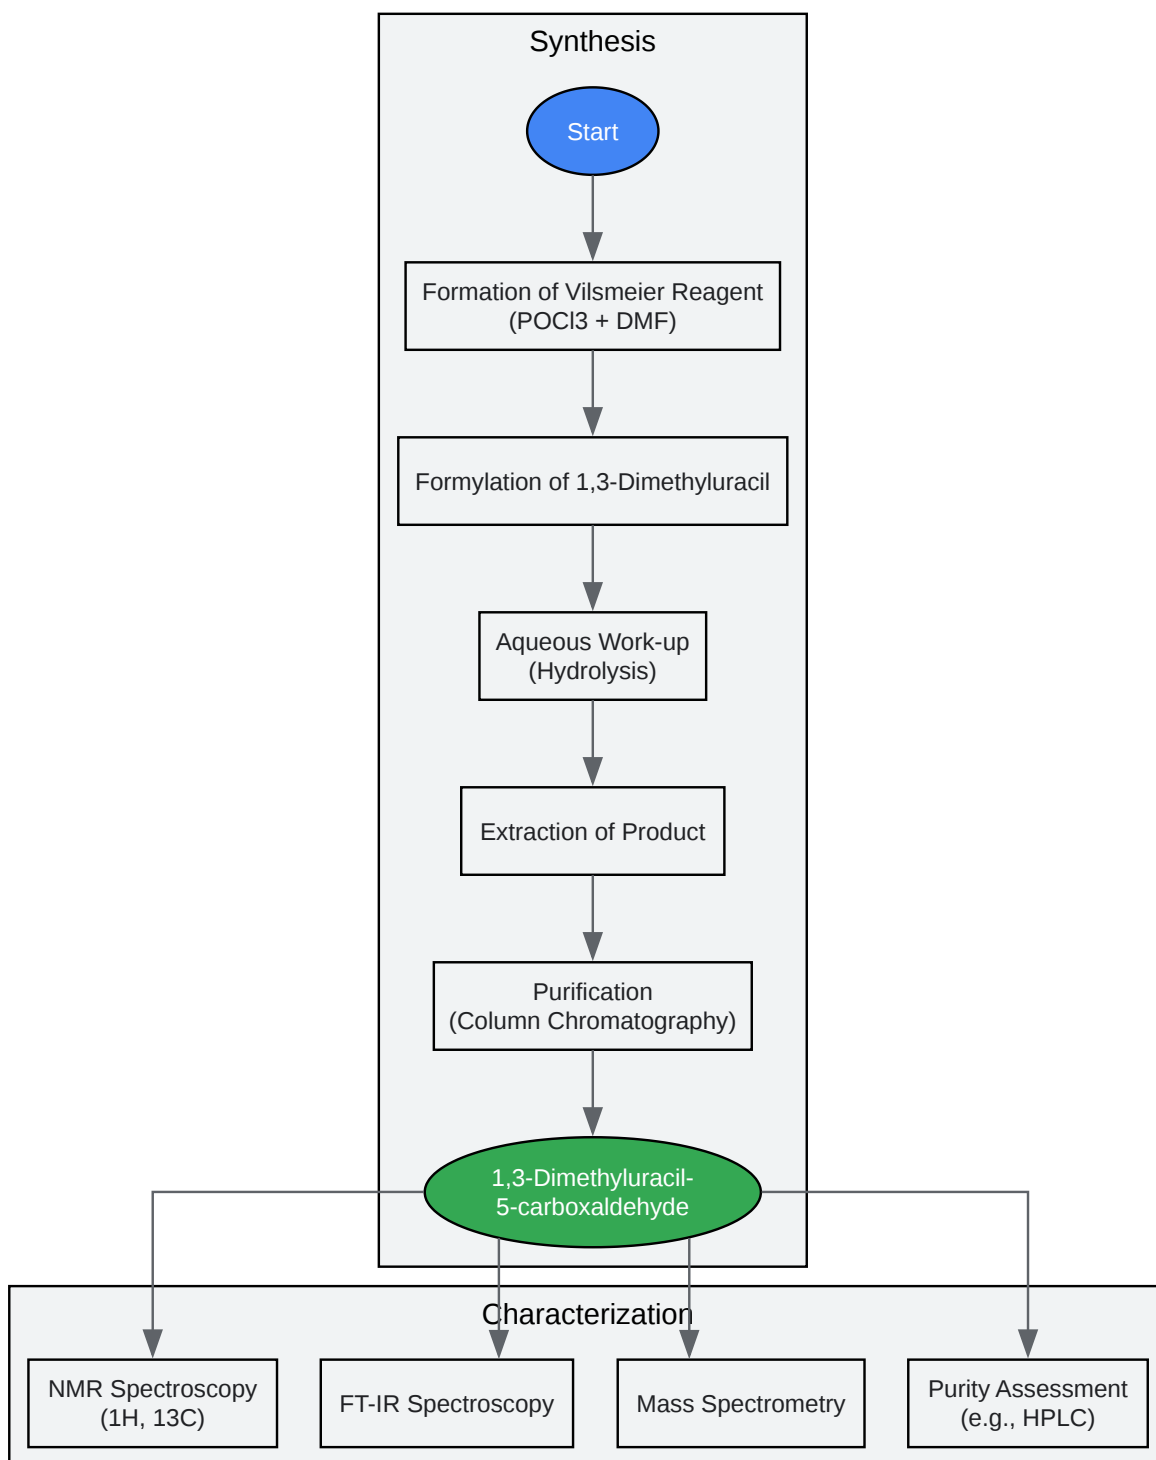 Synthesis
Start
Formation of Vilsmeier Reagent
(POCl3 + DMF)
Formylation of 1,3-Dimethyluracil
Aqueous Work-up
(Hydrolysis)
Extraction of Product
Purification
(Column Chromatography)
1,3-Dimethyluracil-
5-carboxaldehyde
Characterization
NMR Spectroscopy
(1H, 13C)
FT-IR Spectroscopy
Mass Spectrometry
Purity Assessment
(e.g., HPLC)